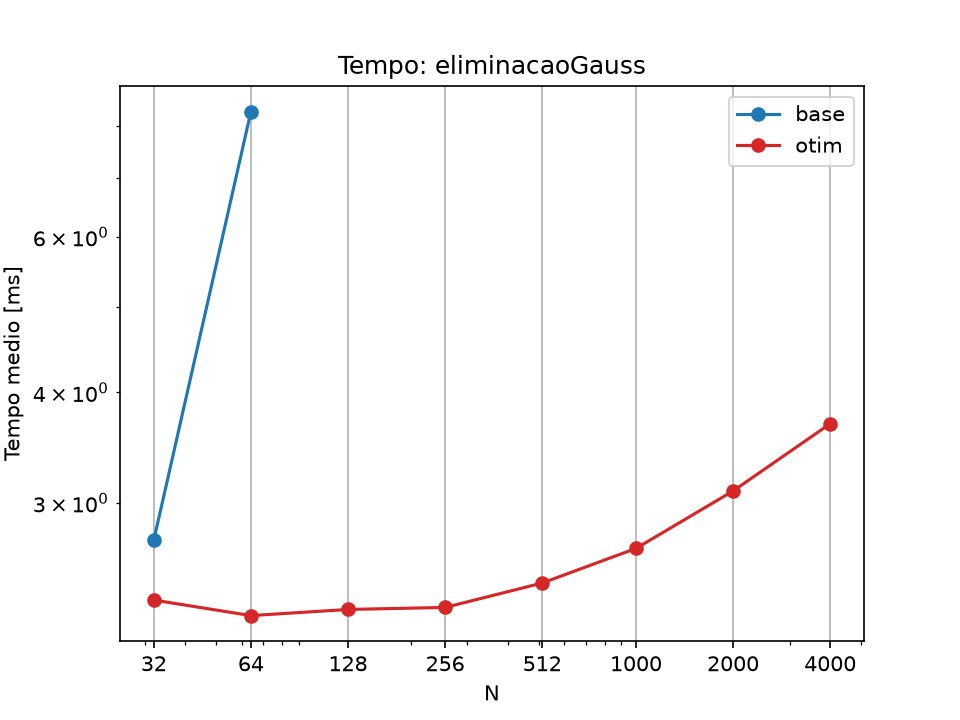 Tempo: eliminacaoGauss
base
otim
Tempo medio [ms]
6 × 10⁰
4 × 10⁰
3 × 10⁰
32 64 128 256 512 1000 2000 4000
N